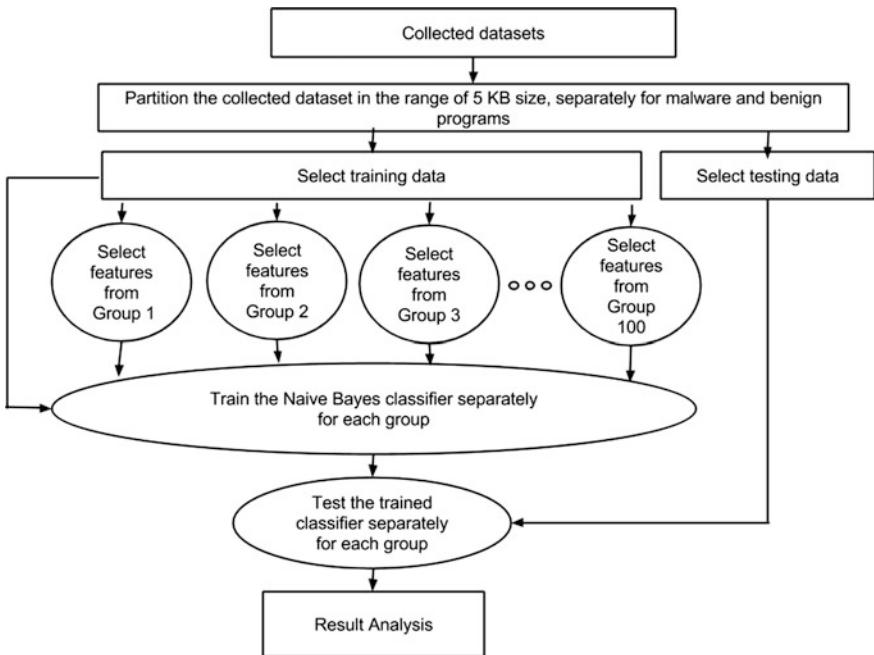 Collected datasets
Partition the collected dataset in the range of 5 KB size, separately for malware and benign
programs
Select training data
Select testing data
Select
features
from
Group 1
Select
features
from
Group 2
Select
features
from
Group 3
Select
features
from
Group
100
Train the Naive Bayes classifier separately
for each group
Test the trained
classifier separately
for each group
Result Analysis